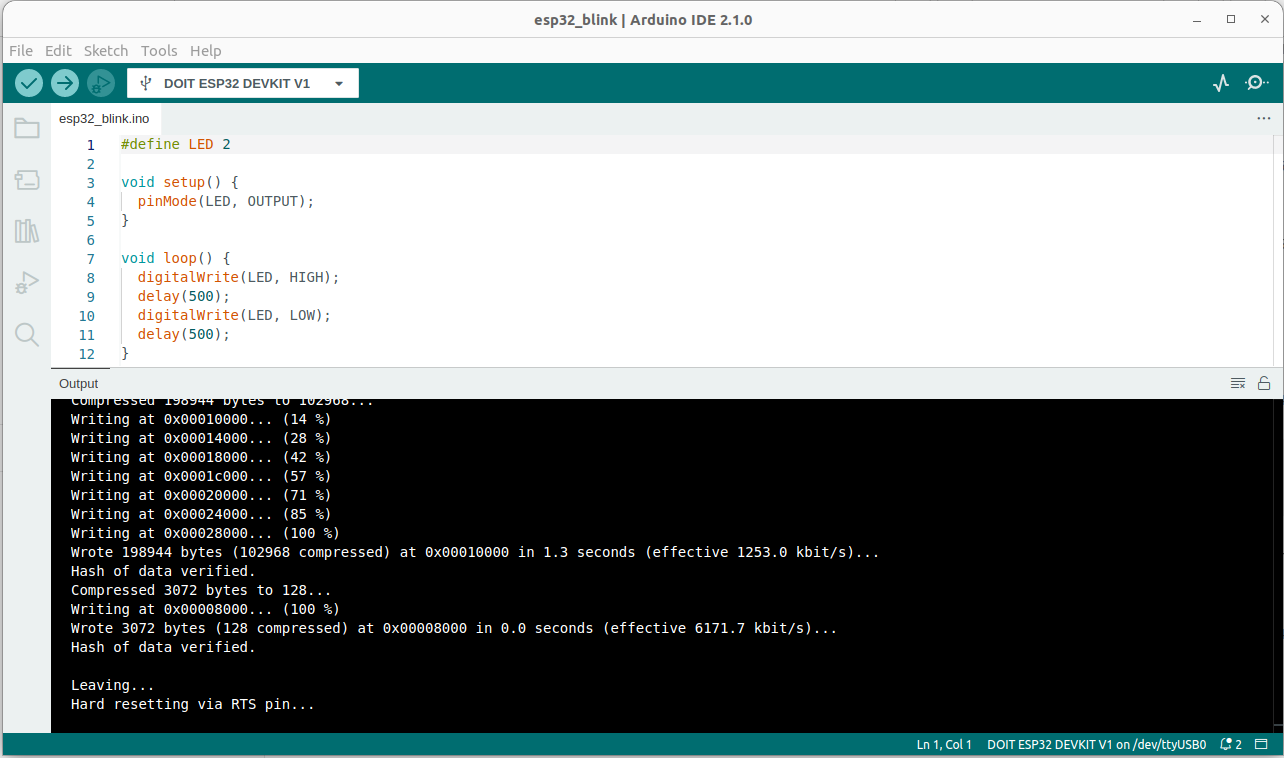 esp32_blink | Arduino IDE 2.1.0
File Edit Sketch Tools Help
DOIT ESP32 DEVKIT V1
esp32_blink.ino
1 #define LED 2
2
3 void setup() {
4 pinMode(LED, OUTPUT);
5 }
6
7 void loop() {
8 digitalWrite(LED, HIGH);
9 delay(500);
10 digitalWrite(LED, LOW);
11 delay(500);
12 }
Output
Compressed 198944 bytes to 102968...
Writing at 0x00010000... (14 %)
Writing at 0x00014000... (28 %)
Writing at 0x00018000... (42 %)
Writing at 0x0001c000... (57 %)
Writing at 0x00020000... (71 %)
Writing at 0x00024000... (85 %)
Writing at 0x00028000... (100 %)
Wrote 198944 bytes (102968 compressed) at 0x00010000 in 1.3 seconds (effective 1253.0 kbit/s)...
Hash of data verified.
Compressed 3072 bytes to 128...
Writing at 0x00008000... (100 %)
Wrote 3072 bytes (128 compressed) at 0x00008000 in 0.0 seconds (effective 6171.7 kbit/s)...
Hash of data verified.

Leaving...
Hard resetting via RTS pin...
Ln 1, Col 1 DOIT ESP32 DEVKIT V1 on /dev/ttyUSB0 2